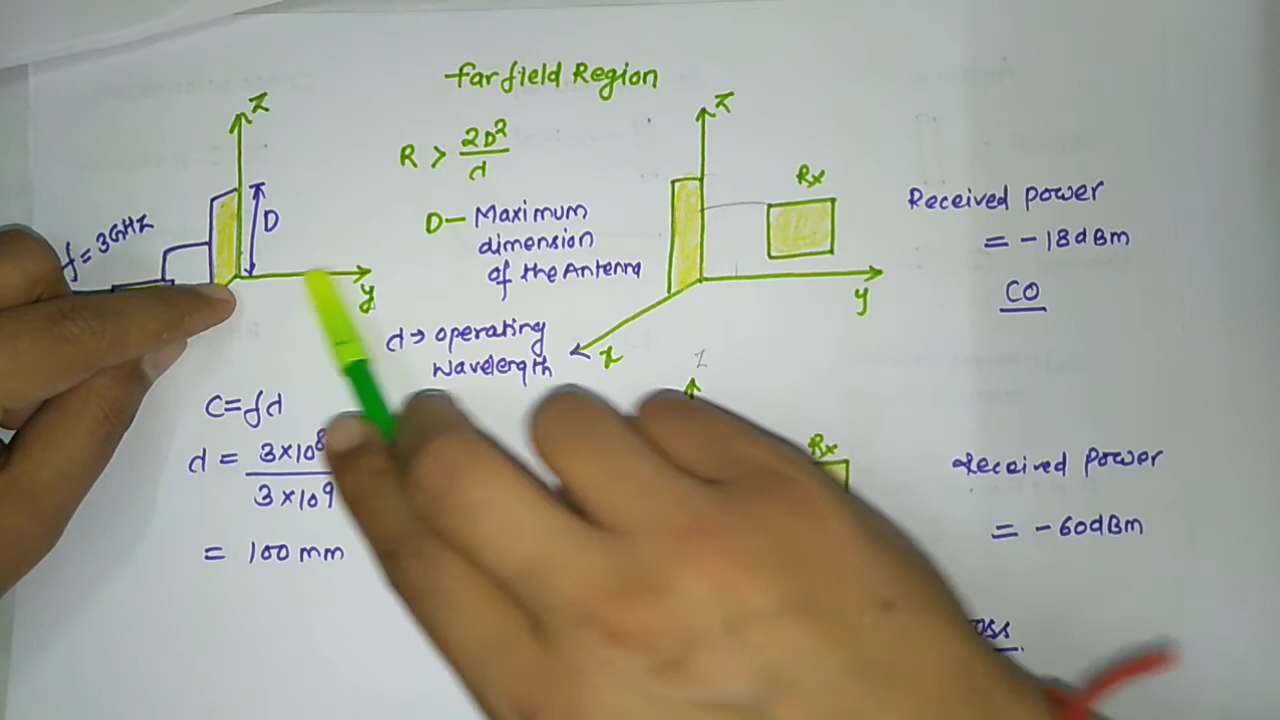 Farfield Region
z
R > 2D²/d
D
f = 3GHZ
y
D — Maximum
dimension
of the Antenna
d → operating
wavelength
C = fd
d = 3×10⁸
3×10⁹
= 100 mm
z
Rx
y
x
Received power
= -18dBm
CO
z
Rx
Received power
= -60dBm
oss